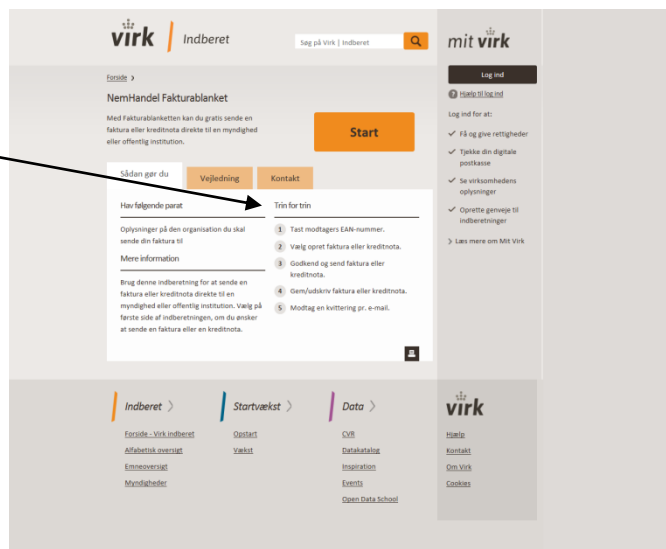 virk Indberet
Søg på Virk | Indberet
Forside
NemHandel Fakturablanket
Med Fakturablanketten kan du gratis sende en
faktura eller kreditnota direkte til en myndighed
eller offentlig institution.
Start
Sådan gør du
Vejledning
Kontakt
Hav følgende parat
Oplysninger på den organisation du skal
sende din faktura til
Mere information
Brug denne indberetning for at sende en
faktura eller kreditnota direkte til en
myndighed eller offentlig institution. Vælg på
første side af indberetningen, om du ønsker
at sende en faktura eller en kreditnota.
Trin for trin
1 Tast modtagers EAN-nummer.
2 Vælg opret faktura eller kreditnota.
3 Godkend og send faktura eller
kreditnota.
4 Gem/udskriv faktura eller kreditnota.
5 Modtag en kvittering pr. e-mail.
mit virk
Log ind
? Hjælp til log ind
Log ind for at:
Få og give rettigheder
Tjekke din digitale
postkasse
Se virksomhedens
oplysninger
Oprette genveje til
indberetninger
Læs mere om Mit Virk
Indberet
Forside - Virk indberet
Alfabetisk oversigt
Emneoversigt
Myndigheder
Startvækst
Opstart
Vækst
Data
CVR
Datakatalog
Inspiration
Events
Open Data School
virk
Hjælp
Kontakt
Om Virk
Cookies